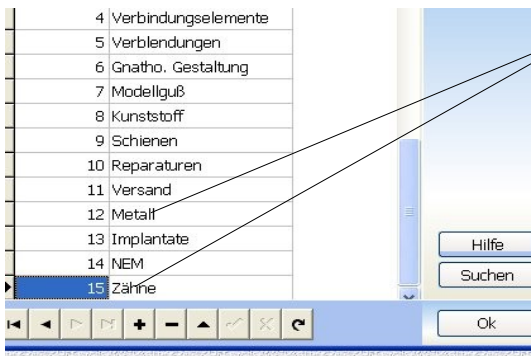 4 Verbindungselemente
5 Verblendungen
6 Gnatho. Gestaltung
7 Modellguß
8 Kunststoff
9 Schienen
10 Reparaturen
11 Versand
12 Metall
13 Implantate
14 NEM
15 Zähne
Hilfe
Suchen
Ok